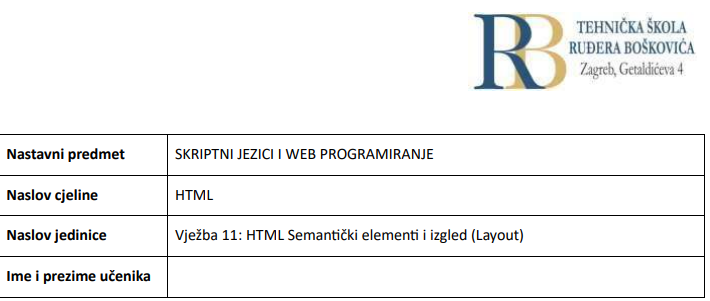 RB
TEHNIČKA ŠKOLA
RUĐERA BOŠKOVIĆA
Zagreb, Getaldićeva 4
Nastavni predmet SKRIPTNI JEZICI I WEB PROGRAMIRANJE
Naslov cjeline HTML
Naslov jedinice Vježba 11: HTML Semantički elementi i izgled (Layout)
Ime i prezime učenika